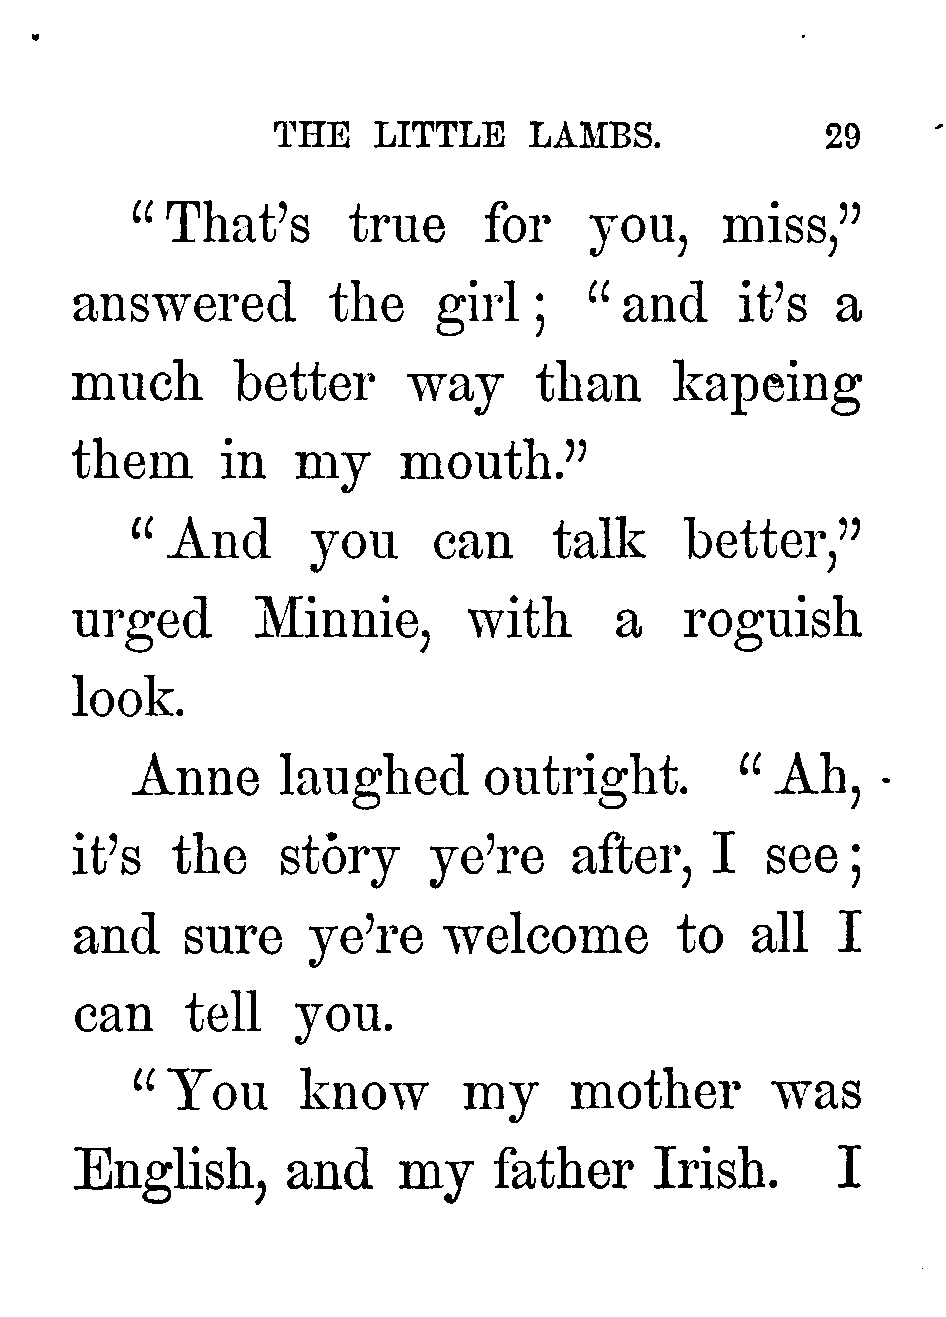 THE LITTLE LAMBS. 29
“That’s true for you, miss,”
answered the girl; “and it’s a
much better way than kapeing
them in my mouth.”
“And you can talk better,”
urged Minnie, with a roguish
look.
Anne laughed outright. “Ah,
it’s the story ye’re after, I see;
and sure ye’re welcome to all I
can tell you.
“You know my mother was
English, and my father Irish. I